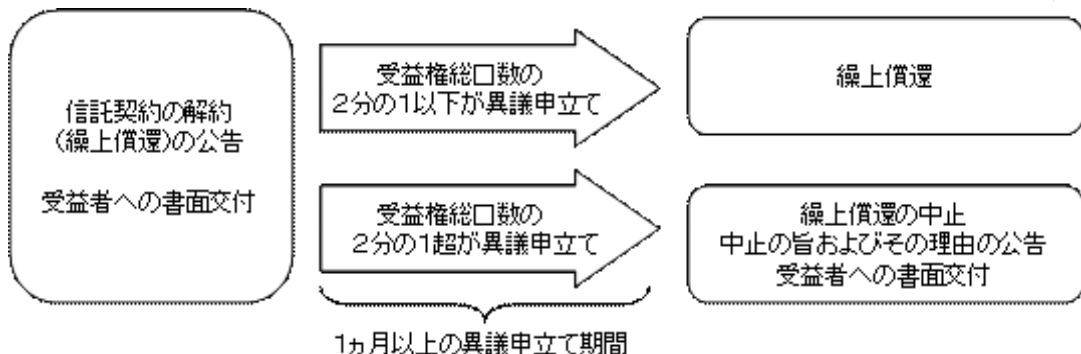 信託契約の解約
(繰上償還)の公告
受益者への書面交付
受益権総口数の
2分の1以下が異議申立て
繰上償還
受益権総口数の
2分の1超が異議申立て
繰上償還の中止
中止の旨およびその理由の公告
受益者への書面交付
1ヵ月以上の異議申立て期間